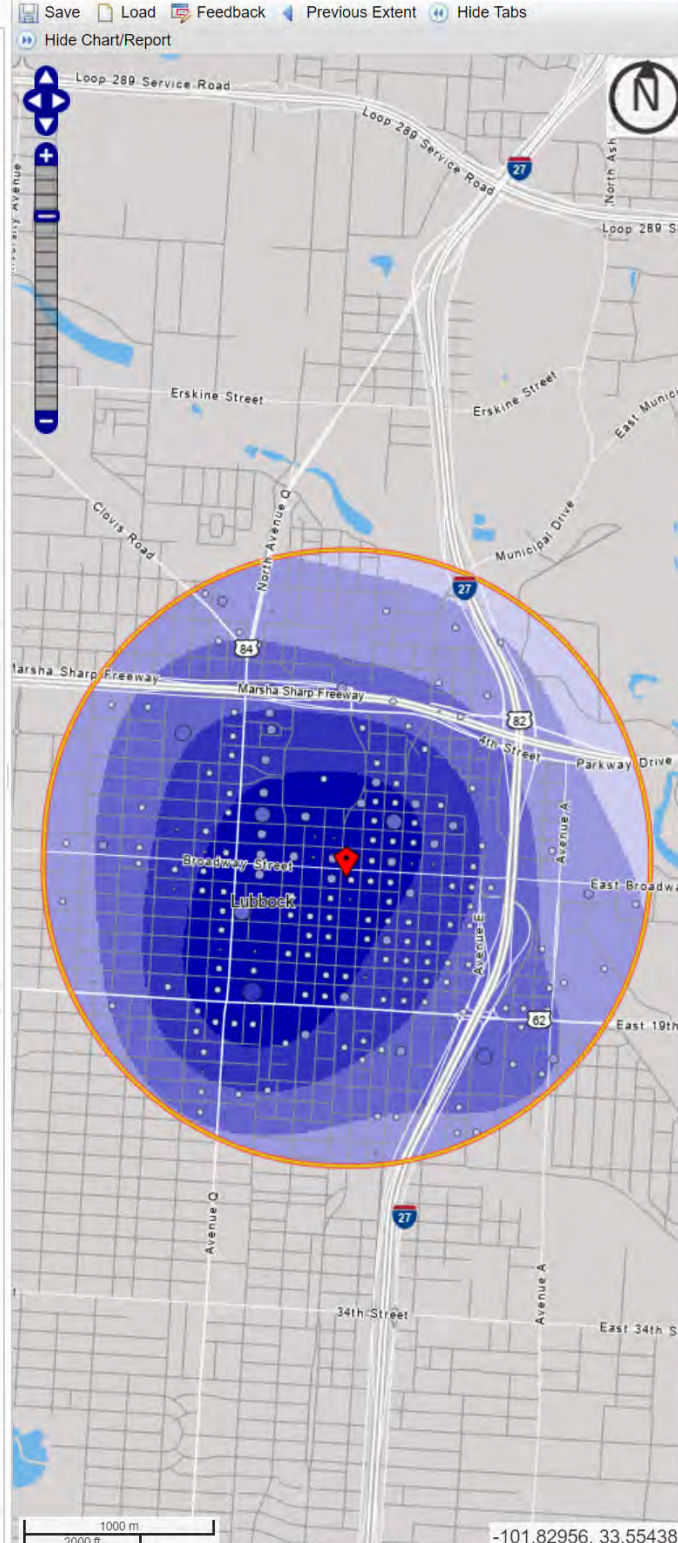 Save Load Feedback Previous Extent Hide Tabs
Hide Chart/Report
Loop 289 Service Road
N
Loop 289 Service Road
27
North Ash
Loop 289 S
Erskine Street
Erskine Street
East Munic
North Avenue Q
Clovis Road
Municipal Drive
27
84
Marsha Sharp Freeway
Marsha Sharp Freeway
82
4th Street
Parkway Drive
Avenue A
Broadway Street
East Broadwa
Lubbock
Avenue E
62
East 19th
Avenue Q
27
Avenue A
34th Street
East 34th S
1000 m
2000 ft
-101.82956, 33.55438